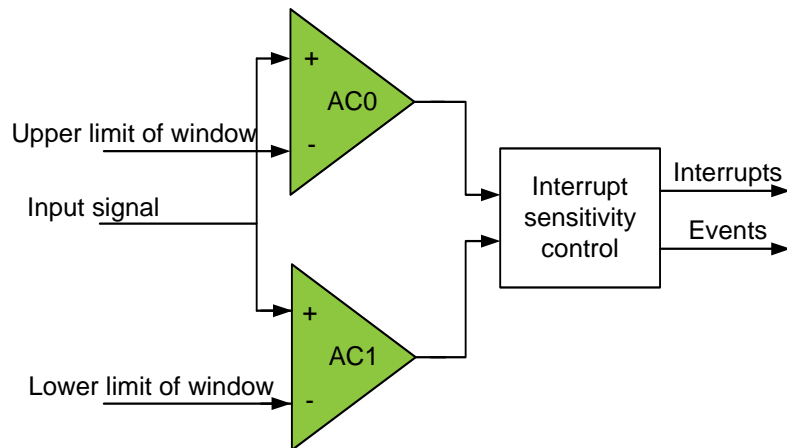 +
AC0
-
Upper limit of window
Input signal
Interrupt
sensitivity
control
Interrupts
Events
+
AC1
-
Lower limit of window